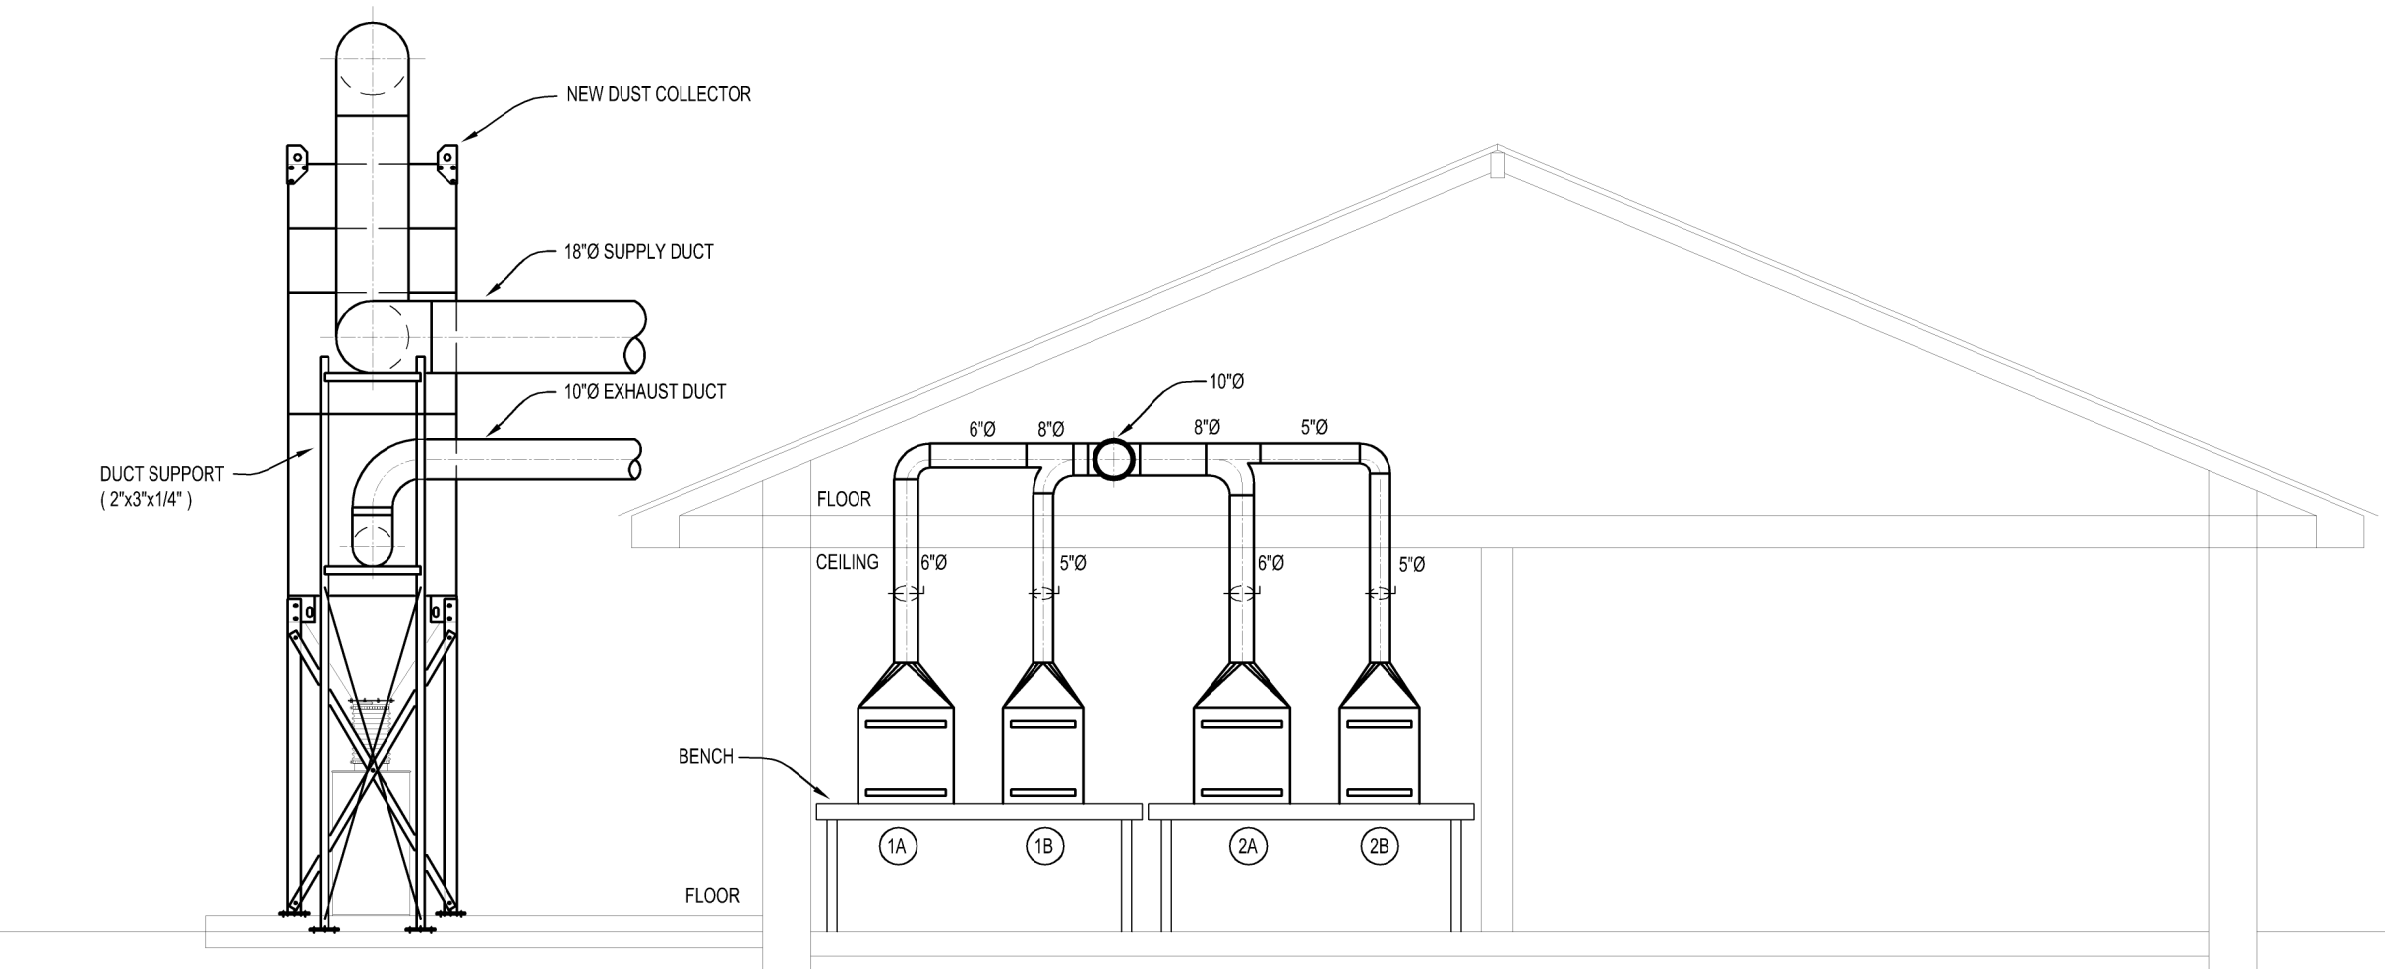 NEW DUST COLLECTOR
18"Ø SUPPLY DUCT
10"Ø EXHAUST DUCT
DUCT SUPPORT
( 2"x3"x1/4" )
10"Ø
6"Ø
8"Ø
8"Ø
5"Ø
FLOOR
CEILING
6"Ø
5"Ø
6"Ø
5"Ø
BENCH
1A
1B
2A
2B
FLOOR